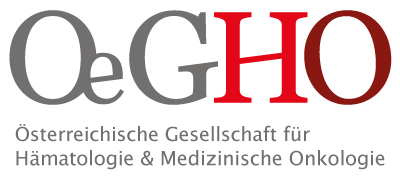 OeGHO
Österreichische Gesellschaft für
Hämatologie & Medizinische Onkologie